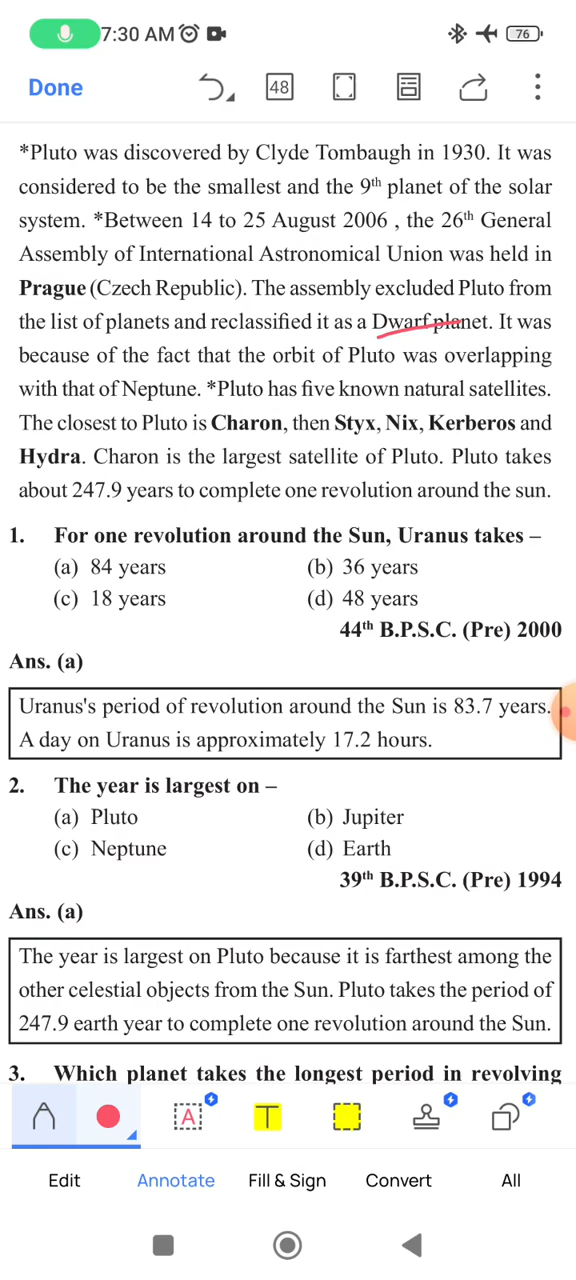 7:30 AM
76
Done
48
*Pluto was discovered by Clyde Tombaugh in 1930. It was
considered to be the smallest and the 9th planet of the solar
system. *Between 14 to 25 August 2006 , the 26th General
Assembly of International Astronomical Union was held in
Prague (Czech Republic). The assembly excluded Pluto from
the list of planets and reclassified it as a Dwarf planet. It was
because of the fact that the orbit of Pluto was overlapping
with that of Neptune. *Pluto has five known natural satellites.
The closest to Pluto is Charon, then Styx, Nix, Kerberos and
Hydra. Charon is the largest satellite of Pluto. Pluto takes
about 247.9 years to complete one revolution around the sun.
1. For one revolution around the Sun, Uranus takes –
(a) 84 years (b) 36 years
(c) 18 years (d) 48 years
44th B.P.S.C. (Pre) 2000
Ans. (a)
Uranus's period of revolution around the Sun is 83.7 years.
A day on Uranus is approximately 17.2 hours.
2. The year is largest on –
(a) Pluto (b) Jupiter
(c) Neptune (d) Earth
39th B.P.S.C. (Pre) 1994
Ans. (a)
The year is largest on Pluto because it is farthest among the
other celestial objects from the Sun. Pluto takes the period of
247.9 earth year to complete one revolution around the Sun.
3. Which planet takes the longest period in revolving
A T
Edit Annotate Fill & Sign Convert All